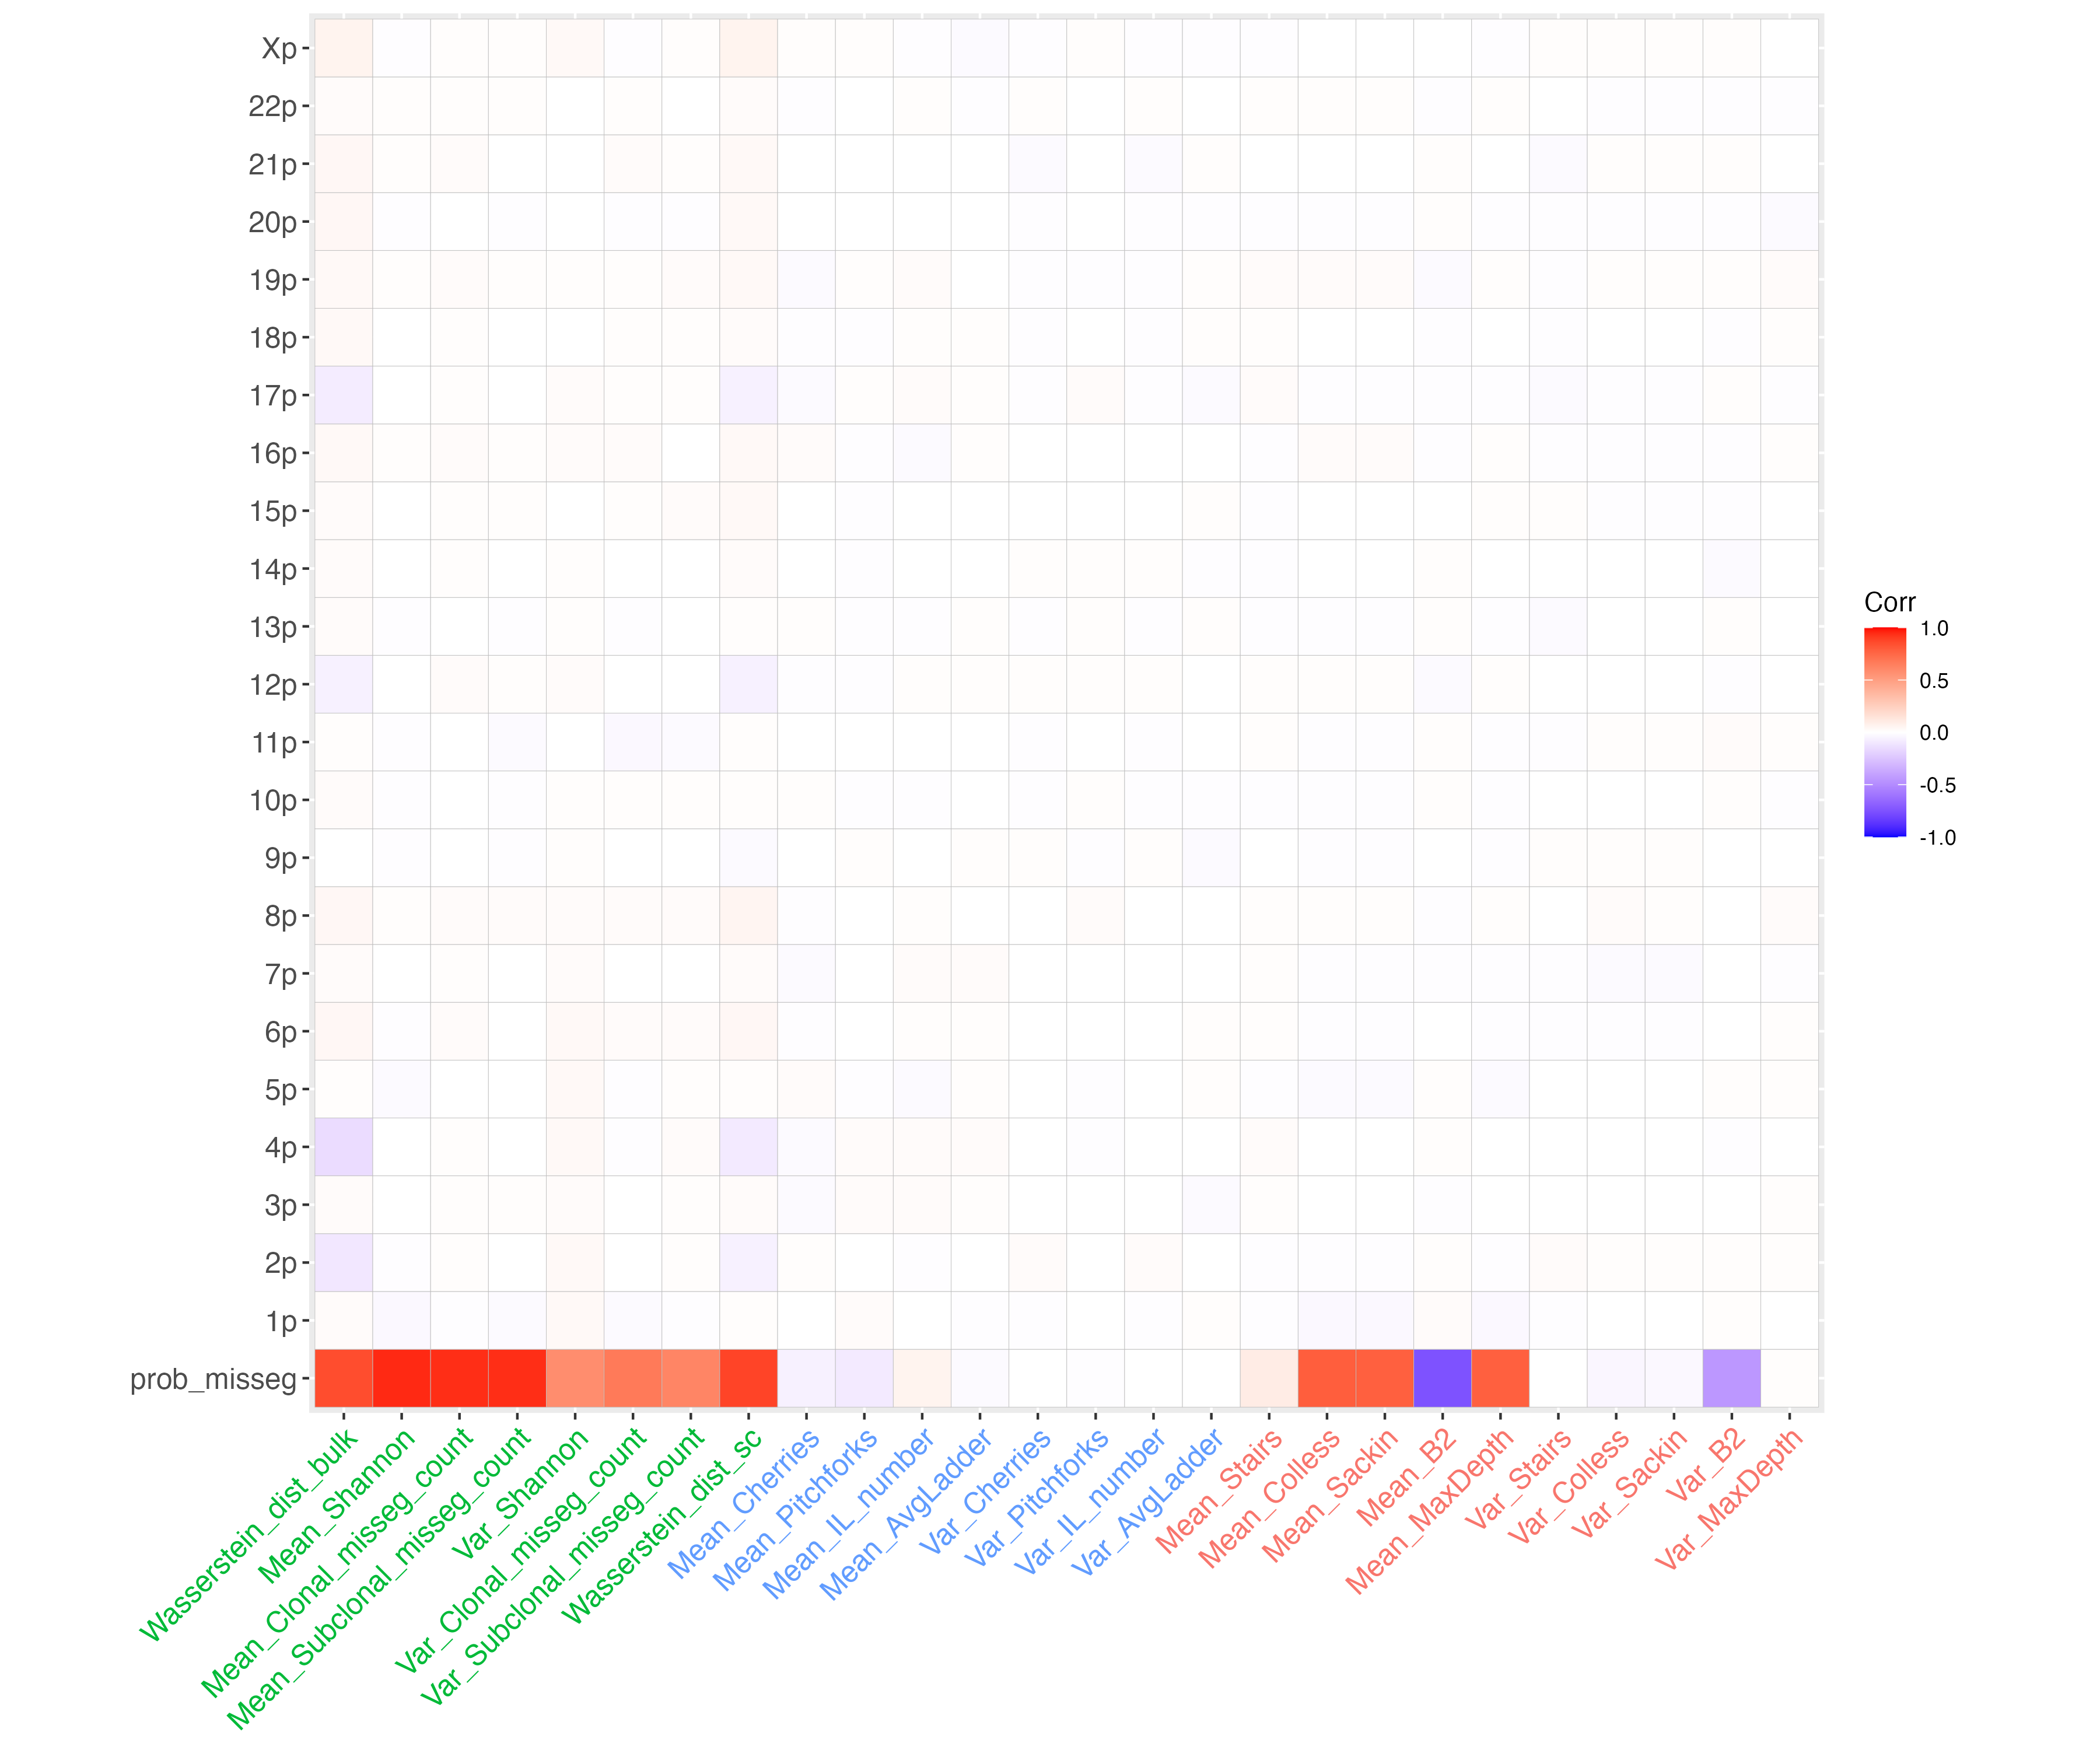 Xp
22p
21p
20p
19p
18p
17p
16p
15p
14p
13p
12p
11p
10p
9p
8p
7p
6p
5p
4p
3p
2p
1p
prob_misseg
Wasserstein_dist_bulk
Mean_Shannon
Mean_Clonal_misseg_count
Mean_Subclonal_misseg_count
Var_Shannon
Var_Clonal_misseg_count
Var_Subclonal_misseg_count
Wasserstein_dist_sc
Mean_Cherries
Mean_Pitchforks
Mean_IL_number
Mean_AvgLadder
Var_Cherries
Var_Pitchforks
Var_IL_number
Var_AvgLadder
Mean_Stairs
Mean_Colless
Mean_Sackin
Mean_B2
Mean_MaxDepth
Var_Stairs
Var_Colless
Var_Sackin
Var_B2
Var_MaxDepth
Corr
1.0
0.5
0.0
-0.5
-1.0